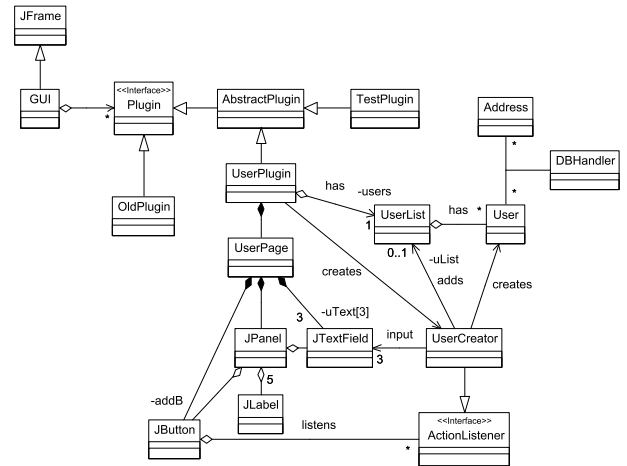 JFrame
GUI
*
<<Interface>>
Plugin
AbstractPlugin
TestPlugin
Address
*
DBHandler
*
OldPlugin
UserPlugin
has
-users
1
UserList
has
*
User
0..1
UserPage
creates
-uList
adds
creates
3
-uText[3]
JPanel
JTextField
input
3
UserCreator
5
JLabel
-addB
JButton
listens
*
<<Interface>>
ActionListener